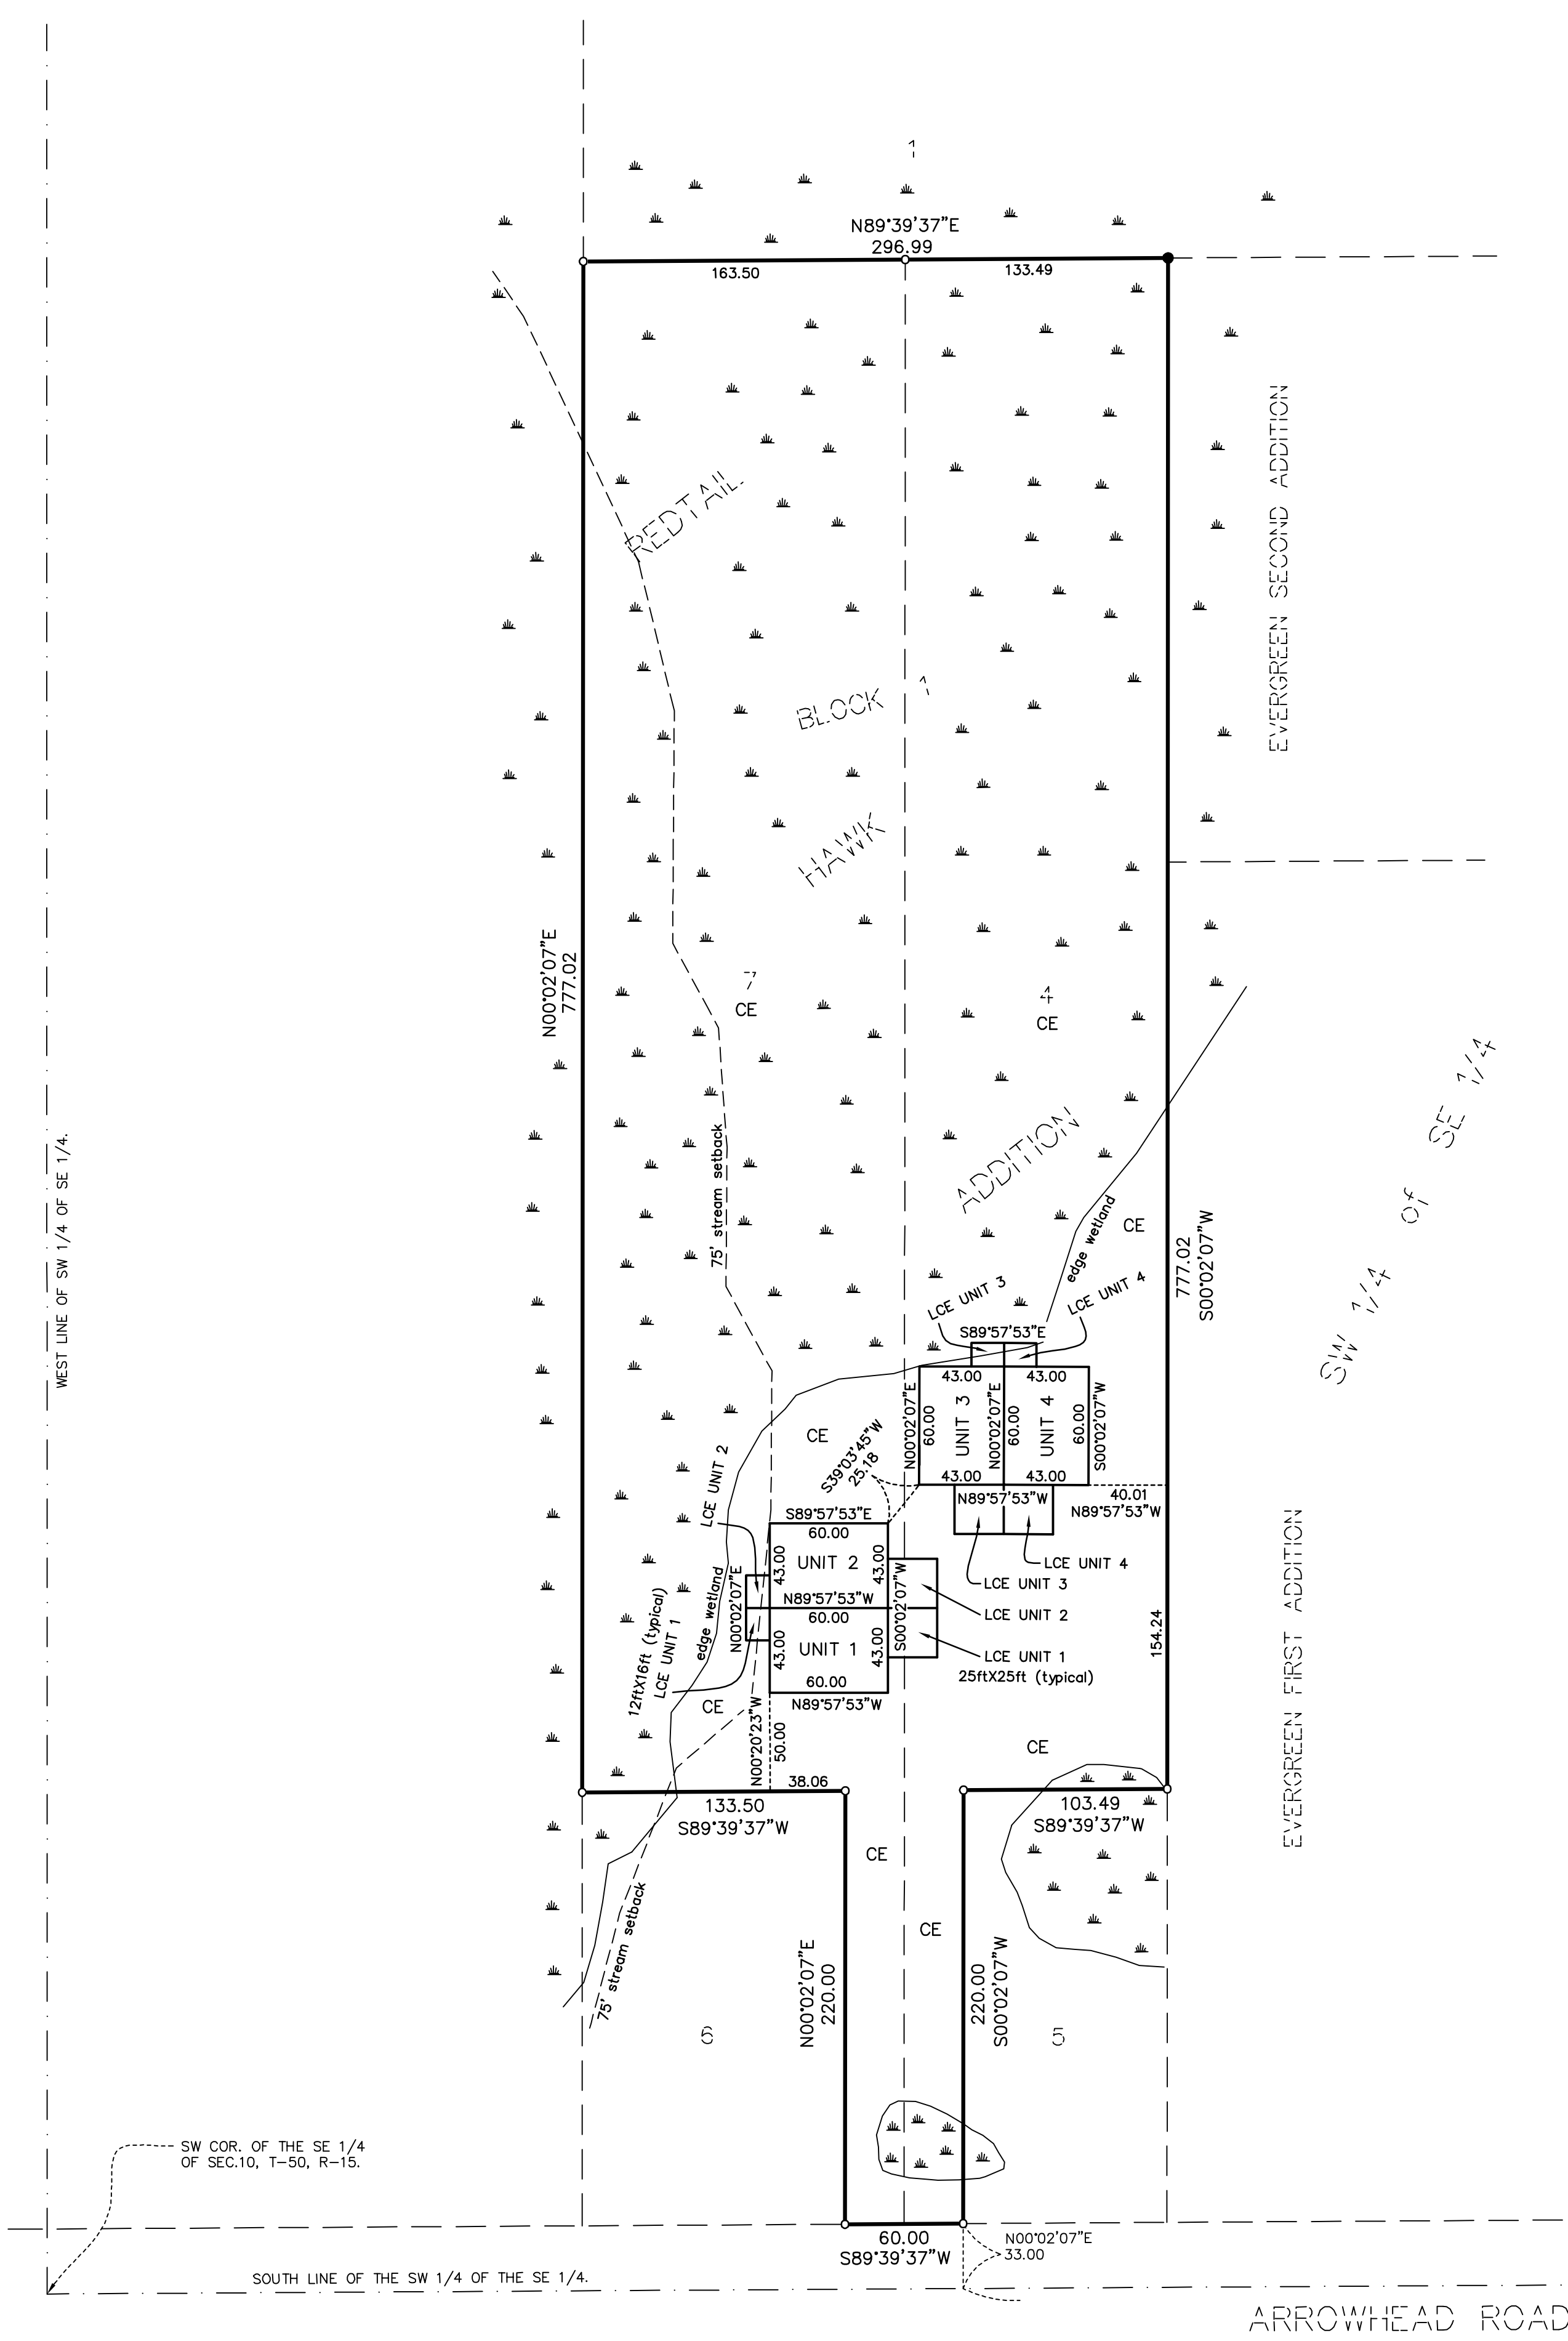 1
N89°39'37"E
296.99
163.50
133.49
EVERGREEN SECOND ADDITION
REDTAIL
BLOCK 1
HAWK
N00°02'07"E
777.02
7
CE
4
CE
SW 1/4 of SE 1/4
ADDITION
75' stream setback
WEST LINE OF SW 1/4 OF SE 1/4.
edge wetland
CE
777.02
S00°02'07"W
LCE UNIT 3
LCE UNIT 4
S89°57'53"E
43.00
43.00
N00°02'07"E
60.00
UNIT 3
N00°02'07"E
60.00
UNIT 4
60.00
S00°02'07"W
43.00
43.00
CE
S39°03'45"W
25.18
N89°57'53"W
40.01
N89°57'53"W
LCE UNIT 2
S89°57'53"E
60.00
43.00
UNIT 2
43.00
N89°57'53"W
60.00
43.00
UNIT 1
43.00
60.00
N89°57'53"W
N00°02'07"E
S00°02'07"W
LCE UNIT 4
LCE UNIT 3
LCE UNIT 2
LCE UNIT 1
25ftX25ft (typical)
12ftX16ft (typical)
LCE UNIT 1
edge wetland
154.24
EVERGREEN FIRST ADDITION
CE
N00°20'23"W
50.00
CE
38.06
133.50
S89°39'37"W
103.49
S89°39'37"W
CE
CE
75' stream setback
N00°02'07"E
220.00
220.00
S00°02'07"W
6
5
SW COR. OF THE SE 1/4
OF SEC.10, T-50, R-15.
60.00
S89°39'37"W
N00°02'07"E
33.00
SOUTH LINE OF THE SW 1/4 OF THE SE 1/4.
ARROWHEAD ROAD